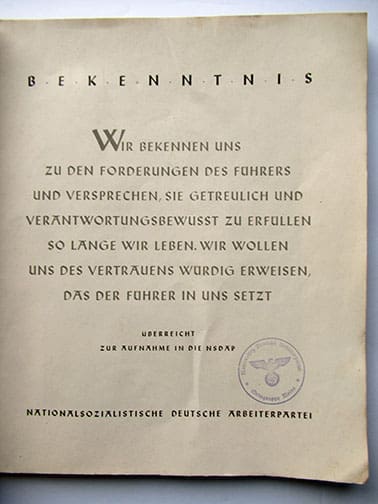 B·E·K·E·N·N·T·N·I·S
WIR BEKENNEN UNS
ZU DEN FORDERUNGEN DES FÜHRERS
UND VERSPRECHEN, SIE GETREULICH UND
VERANTWORTUNGSBEWUSST ZU ERFÜLLEN
SO LANGE WIR LEBEN. WIR WOLLEN
UNS DES VERTRAUENS WÜRDIG ERWEISEN,
DAS DER FÜHRER IN UNS SETZT
ÜBERREICHT
ZUR AUFNAHME IN DIE NSDAP
Ortsgruppe
NATIONALSOZIALISTISCHE DEUTSCHE ARBEITERPARTEI